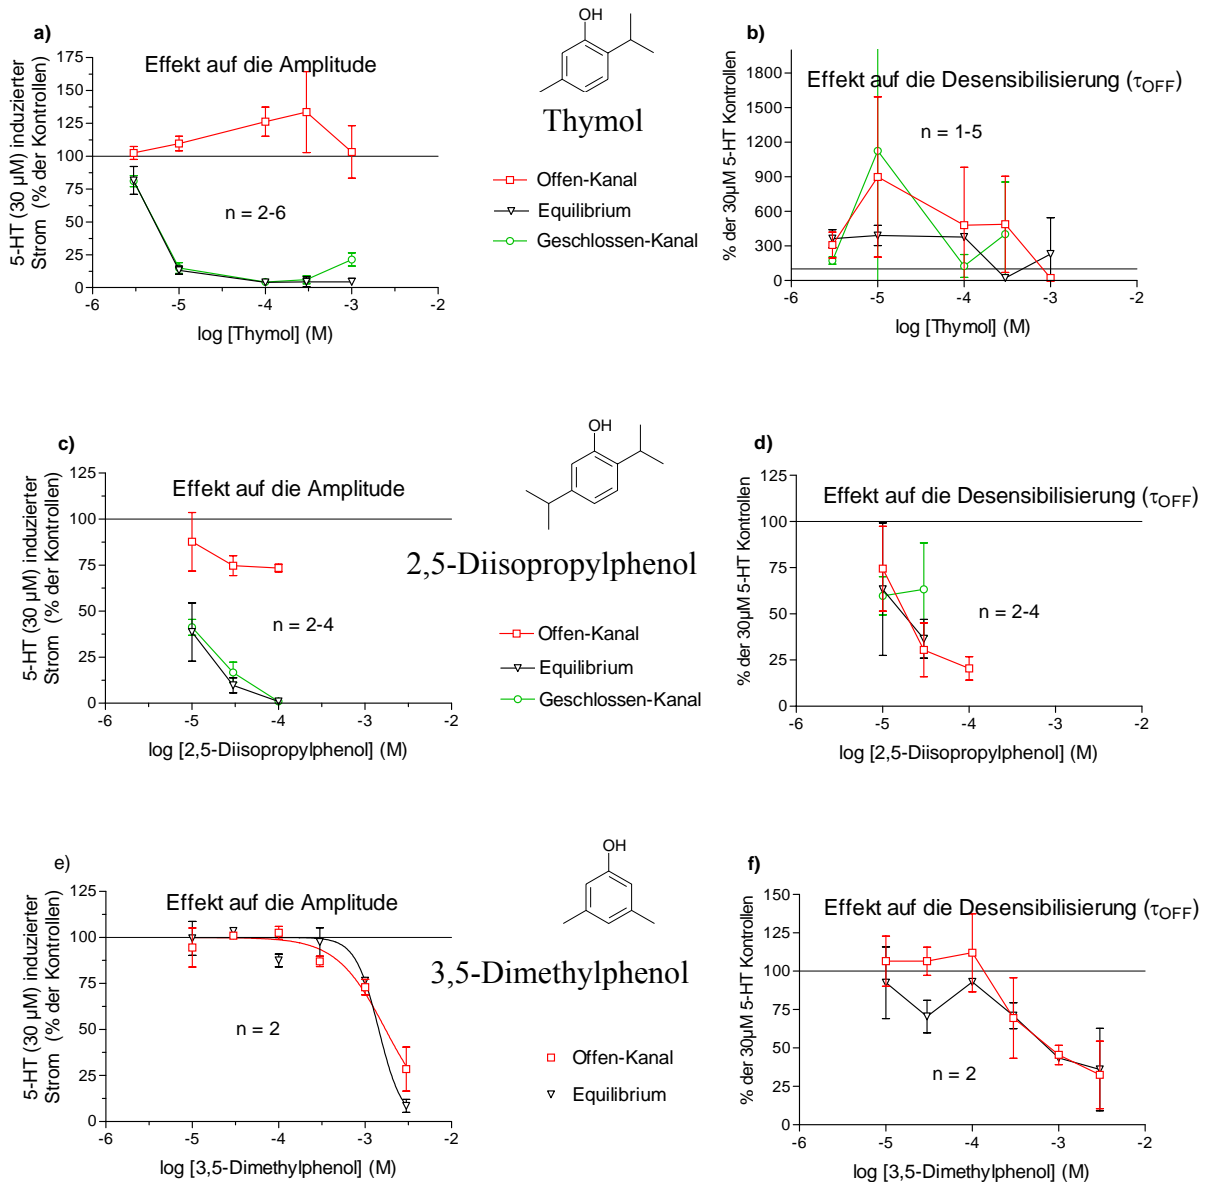 a)
Effekt auf die Amplitude
5-HT (30 µM) induzierter
Strom (% der Kontrollen)
175
150
125
100
75
50
25
0
n = 2-6
-6
-5
-4
-3
-2
log [Thymol] (M)
OH
Thymol
Offen-Kanal
Equilibrium
Geschlossen-Kanal
b)
Effekt auf die Desensibilisierung (τOFF)
% der 30µM 5-HT Kontrollen
1800
1500
1200
900
600
300
0
n = 1-5
-6
-5
-4
-3
-2
log [Thymol] (M)
c)
Effekt auf die Amplitude
5-HT (30 µM) induzierter
Strom (% der Kontrollen)
125
100
75
50
25
0
n = 2-4
-6
-5
-4
-3
-2
log [2,5-Diisopropylphenol] (M)
OH
2,5-Diisopropylphenol
Offen-Kanal
Equilibrium
Geschlossen-Kanal
d)
Effekt auf die Desensibilisierung (τOFF)
% der 30µM 5-HT Kontrollen
125
100
75
50
25
0
n = 2-4
-6
-5
-4
-3
-2
log [2,5-Diisopropylphenol] (M)
e)
Effekt auf die Amplitude
5-HT (30 µM) induzierter
Strom (% der Kontrollen)
125
100
75
50
25
0
n = 2
-6
-5
-4
-3
-2
log [3,5-Dimethylphenol] (M)
OH
3,5-Dimethylphenol
Offen-Kanal
Equilibrium
f)
Effekt auf die Desensibilisierung (τOFF)
% der 30µM 5-HT Kontrollen
150
125
100
75
50
25
0
n = 2
-6
-5
-4
-3
-2
log [3,5-Dimethylphenol] (M)